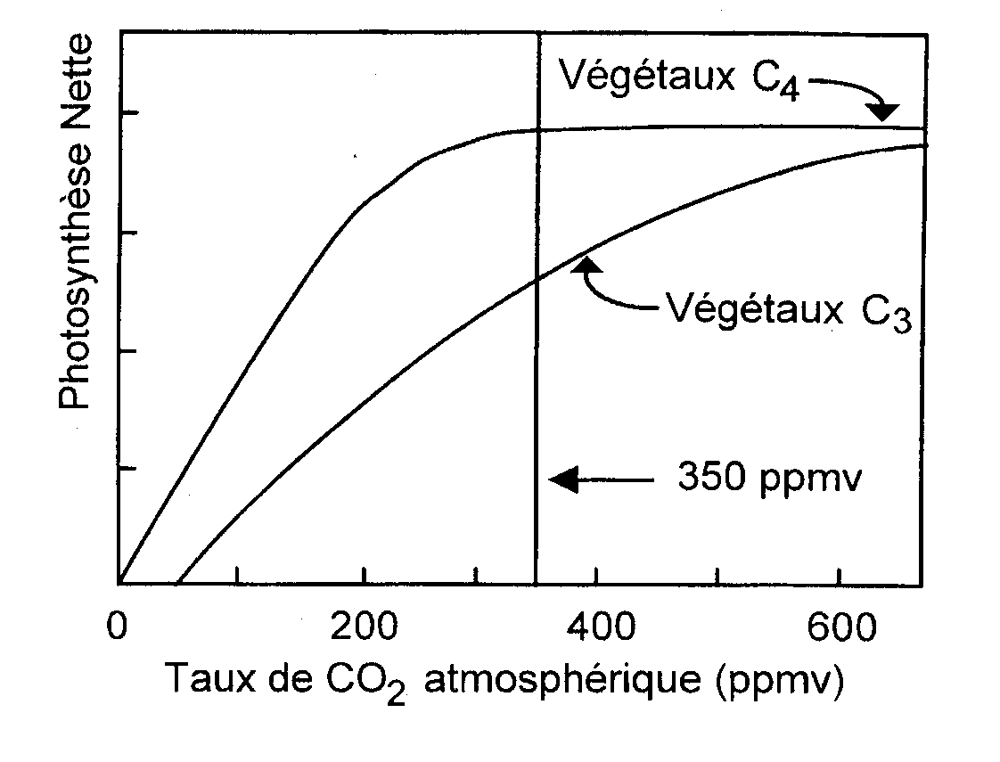 Photosynthèse Nette
Végétaux C₄
Végétaux C₃
350 ppmv
0 200 400 600
Taux de CO₂ atmosphérique (ppmv)